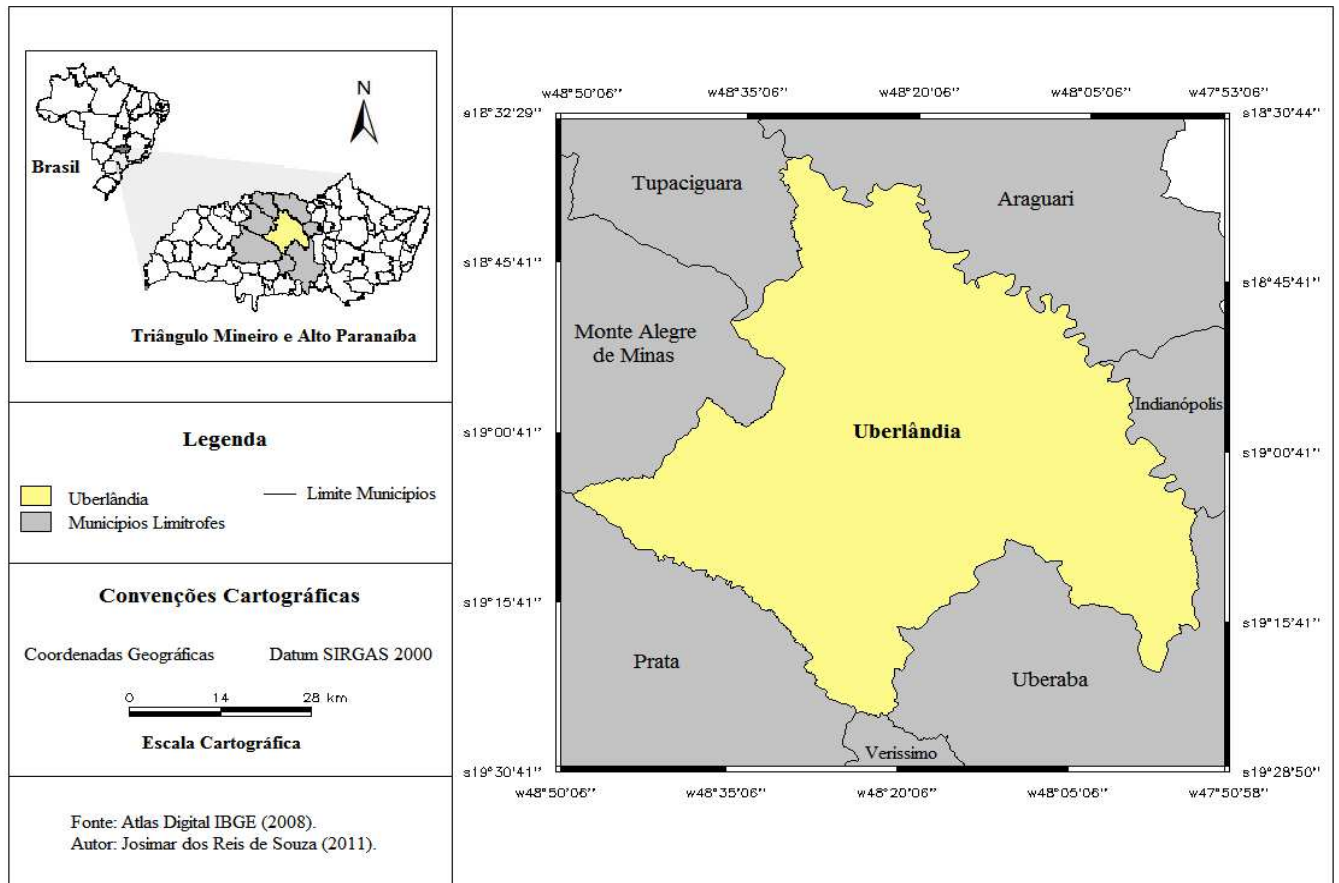 N
Brasil
Triângulo Mineiro e Alto Paranaíba
Legenda
Uberlândia
Limite Municípios
Municípios Limitrofes
Convenções Cartográficas
Coordenadas Geográficas
Datum SIRGAS 2000
0 14 28 km
Escala Cartográfica
Fonte: Atlas Digital IBGE (2008).
Autor: Josimar dos Reis de Souza (2011).
w48°50'06'' w48°35'06'' w48°20'06'' w48°05'06'' w47°53'06''
s18°32'29'' s18°30'44''
Tupaciguara
Araguari
s18°45'41'' s18°45'41''
Monte Alegre
de Minas
Indianópolis
Uberlândia
s19°00'41'' s19°00'41''
s19°15'41'' s19°15'41''
Prata
Uberaba
Verissimo
s19°30'41'' s19°28'50''
w48°50'06'' w48°35'06'' w48°20'06'' w48°05'06'' w47°50'58''